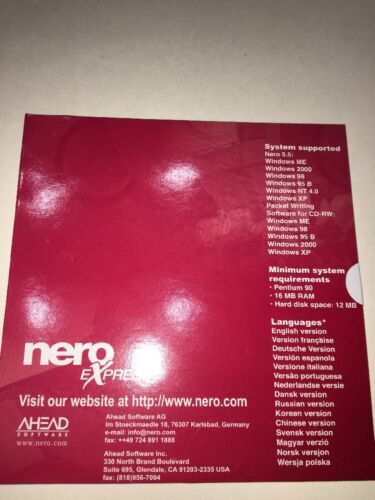 System supported
Nero 5.5:
Windows ME
Windows 2000
Windows 98
Windows 95 B
Windows NT 4.0
Windows XP
Packet Writing
Software for CD-RW:
Windows ME
Windows 98
Windows 95 B
Windows 2000
Windows XP
Minimum system
requirements
- Pentium 90
- 16 MB RAM
- Hard disk space: 12 MB
Languages*
English version
Version française
Deutsche Version
Versión espanola
Versione italiana
Versão portuguesa
Nederlandse versie
Dansk version
Russian version
Korean version
Chinese version
Svensk version
Magyar verzió
Norsk versjon
Wersja polska
nero
EXPRESS
Visit our website at http://www.nero.com
AHEAD
SOFTWARE
www.nero.com
Ahead Software AG
Im Stoeckmaedle 18, 76307 Karlsbad, Germany
e-mail: info@nero.com
fax: ++49 724 891 1888
Ahead Software Inc.
330 North Brand Boulevard
Suite 695, Glendale, CA 91203-2335 USA
fax: (818)956-7094